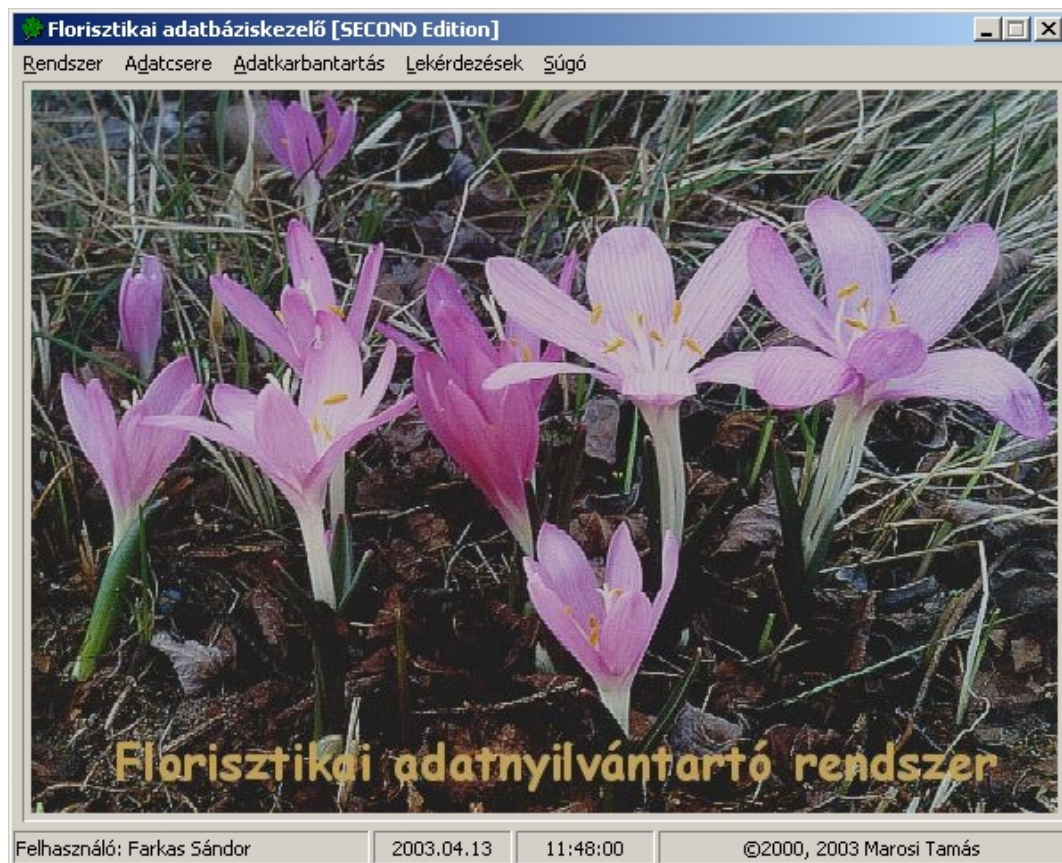 Florisztikai adatbáziskezelő [SECOND Edition]
Rendszer Adatcsere Adatkarbantartás Lekérdezések Súgó
Florisztikai adatnyilvántartó rendszer
Felhasználó: Farkas Sándor 2003.04.13 11:48:00 ©2000, 2003 Marosi Tamás